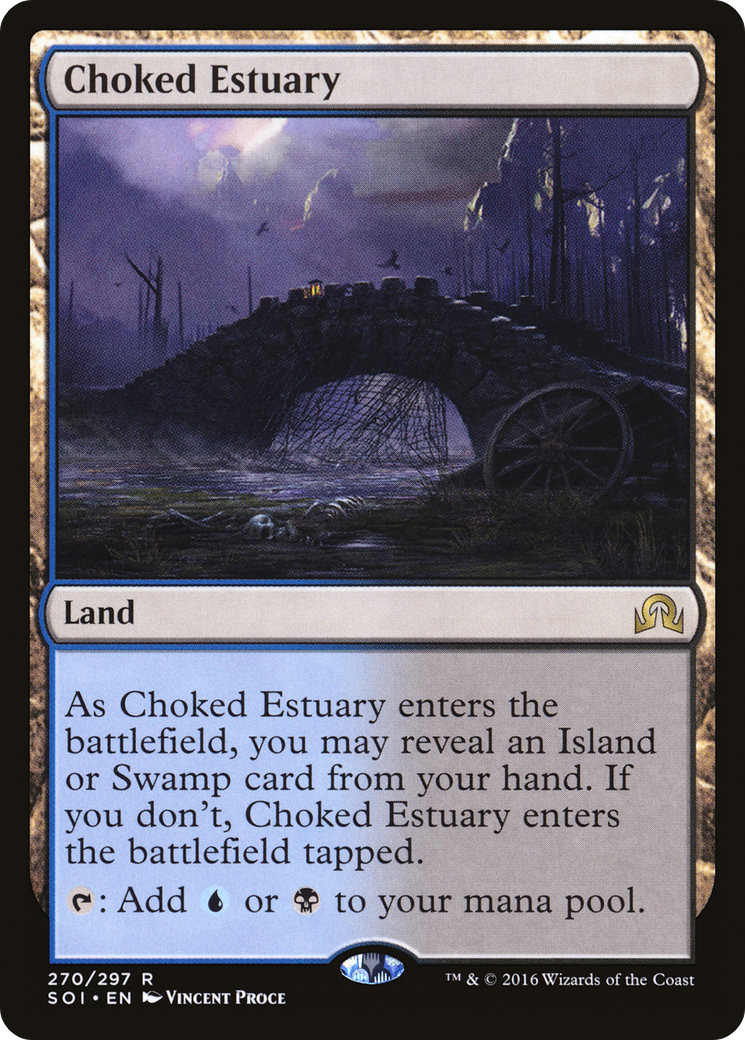 Choked Estuary
Land
As Choked Estuary enters the
battlefield, you may reveal an Island
or Swamp card from your hand. If
you don't, Choked Estuary enters
the battlefield tapped.
: Add or to your mana pool.
270/297 R
SOI • EN Vincent Proce
™ & © 2016 Wizards of the Coast